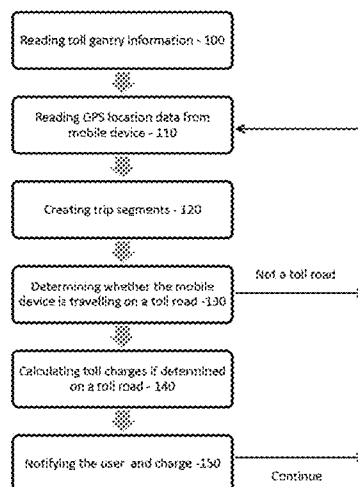 Reading toll gantry information - 100
Reading GPS location data from
mobile device - 110
Creating trip segments - 120
Determining whether the mobile
device is travelling on a toll road -130
Not a toll road
Calculating toll charges if determined
on a toll road - 140
Notifying the user and charge -150
Continue